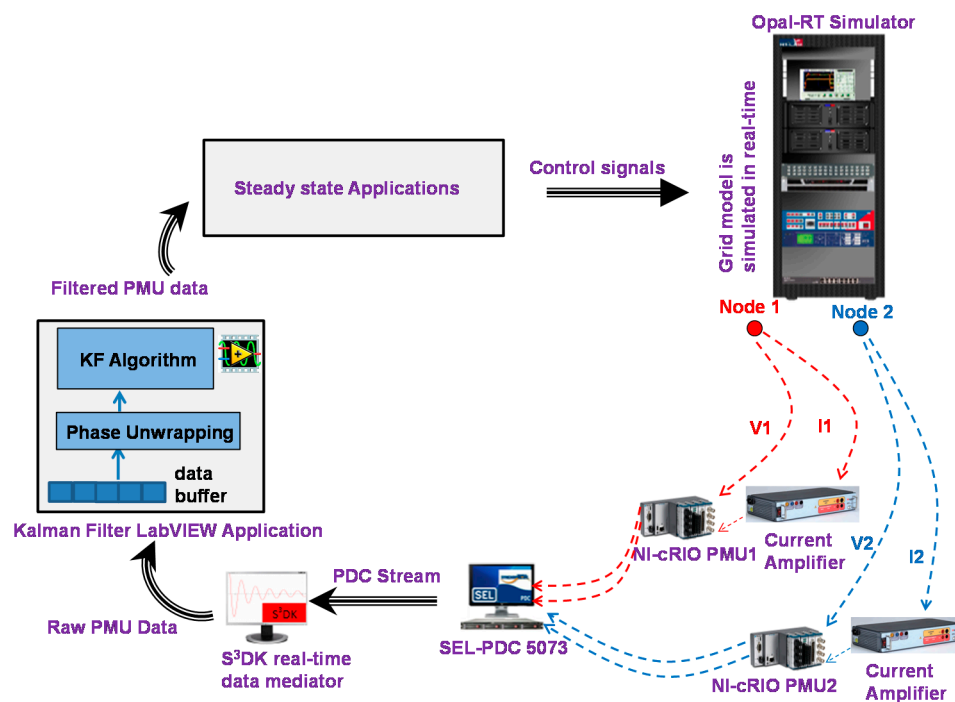 Opal-RT Simulator
Grid model is
simulated in real-time
Steady state Applications
Control signals
Filtered PMU data
Node 1
Node 2
KF Algorithm
Phase Unwrapping
data
buffer
Kalman Filter LabVIEW Application
V1
I1
V2
I2
NI-cRIO PMU1
Current
Amplifier
PDC Stream
SEL
PDC
SEL-PDC 5073
S³DK
Raw PMU Data
S³DK real-time
data mediator
NI-cRIO PMU2
Current
Amplifier